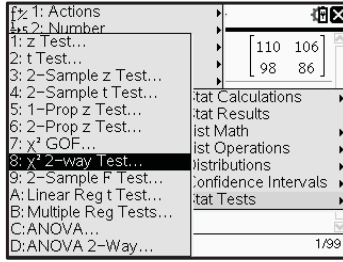 1: Actions
2: Number
1: z Test...
2: t Test...
3: 2-Sample z Test...
4: 2-Sample t Test...
5: 1-Prop z Test...
6: 2-Prop z Test...
7: χ² GOF...
8: χ² 2-way Test...
9: 2-Sample F Test...
A: Linear Reg t Test...
B: Multiple Reg Tests...
C:ANOVA...
D:ANOVA 2-Way...
110 106
98 86
tat Calculations
tat Results
ist Math
ist Operations
istributions
onfidence Intervals
tat Tests
1/99